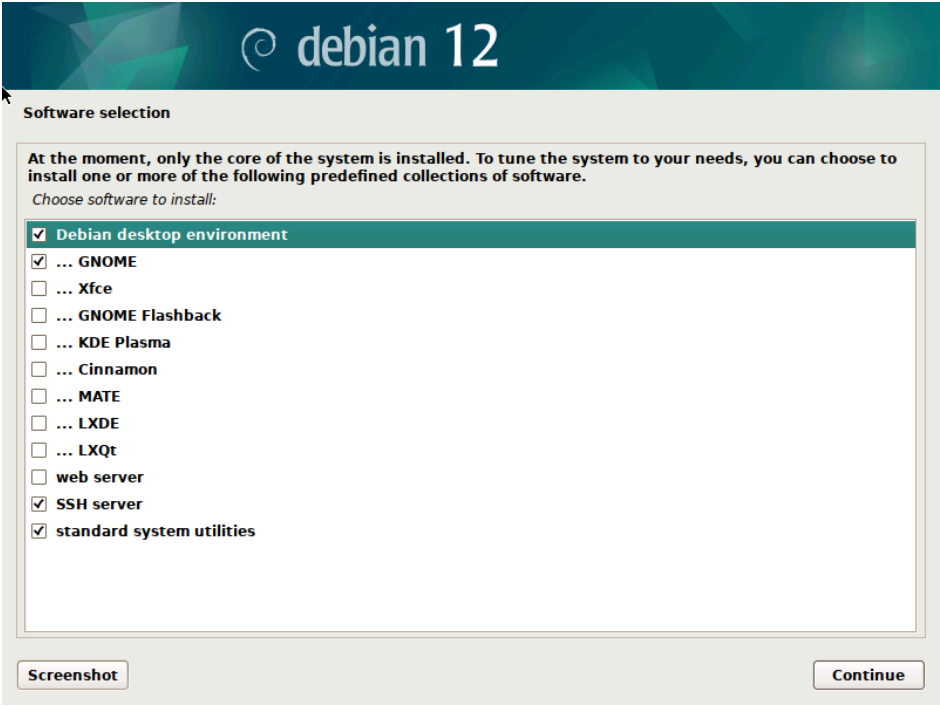 debian 12
Software selection
At the moment, only the core of the system is installed. To tune the system to your needs, you can choose to
install one or more of the following predefined collections of software.
Choose software to install:
Debian desktop environment
... GNOME
... Xfce
... GNOME Flashback
... KDE Plasma
... Cinnamon
... MATE
... LXDE
... LXQt
web server
SSH server
standard system utilities
Screenshot
Continue